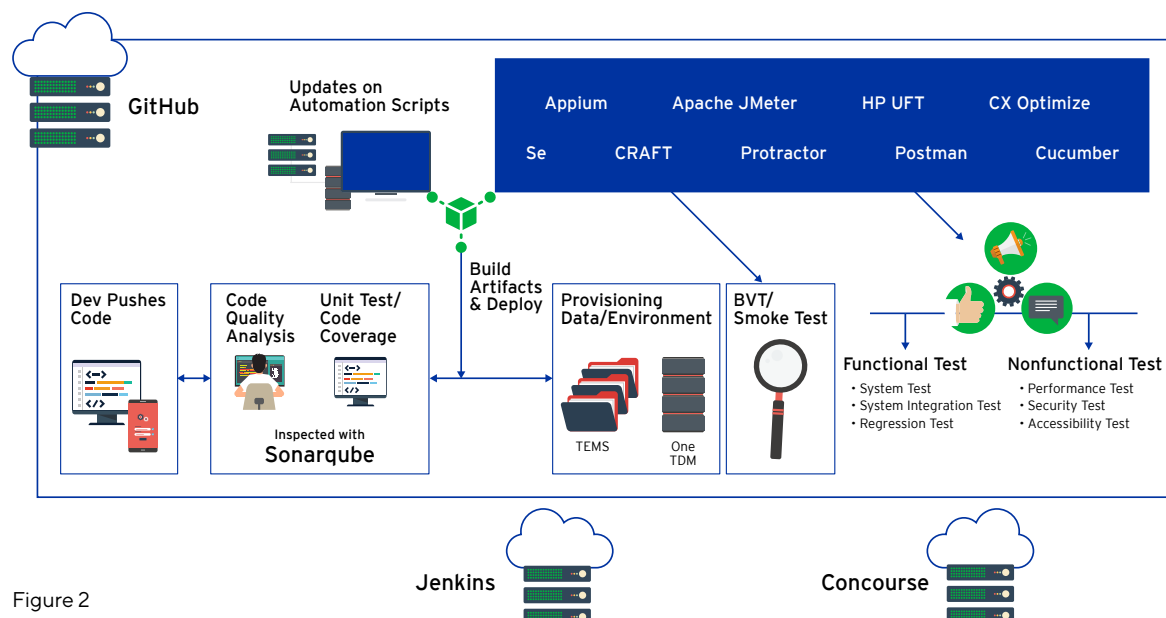 GitHub
Updates on
Automation Scripts
Appium Apache JMeter HP UFT CX Optimize
Se CRAFT Protractor Postman Cucumber
Build
Artifacts
& Deploy
Dev Pushes
Code
Code
Quality
Analysis
Unit Test/
Code
Coverage
Inspected with
Sonarqube
Provisioning
Data/Environment
TEMS
One
TDM
BVT/
Smoke Test
Functional Test
• System Test
• System Integration Test
• Regression Test
Nonfunctional Test
• Performance Test
• Security Test
• Accessibility Test
Jenkins
Concourse
Figure 2